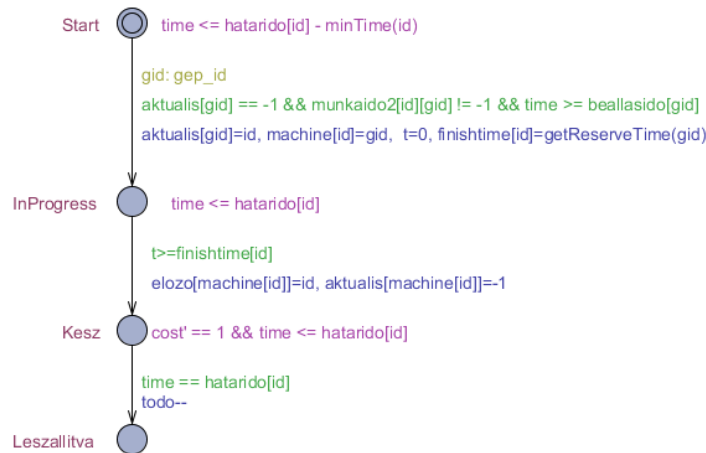 Start
time <= hatarido[id] - minTime(id)
gid: gep_id
aktualis[gid] == -1 && munkaido2[id][gid] != -1 && time >= beallasido[gid]
aktualis[gid]=id, machine[id]=gid, t=0, finishtime[id]=getReserveTime(gid)
InProgress
time <= hatarido[id]
t>=finishtime[id]
elozo[machine[id]]=id, aktualis[machine[id]]=-1
Kesz
cost' == 1 && time <= hatarido[id]
time == hatarido[id]
todo--
Leszallitva